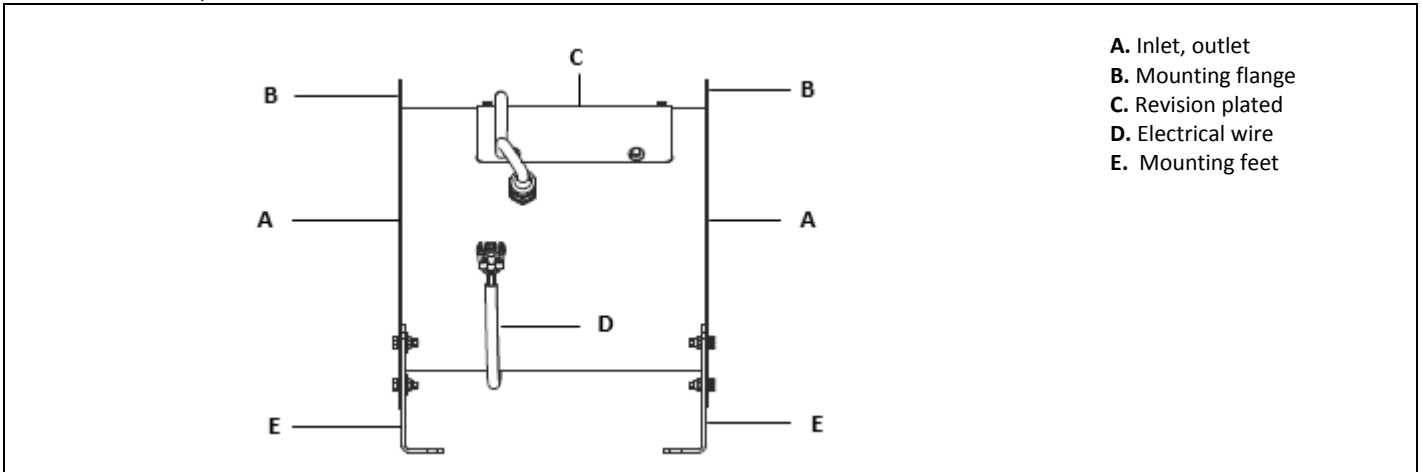 C
B
B
A
A
D
E
E
A. Inlet, outlet
B. Mounting flange
C. Revision plated
D. Electrical wire
E. Mounting feet